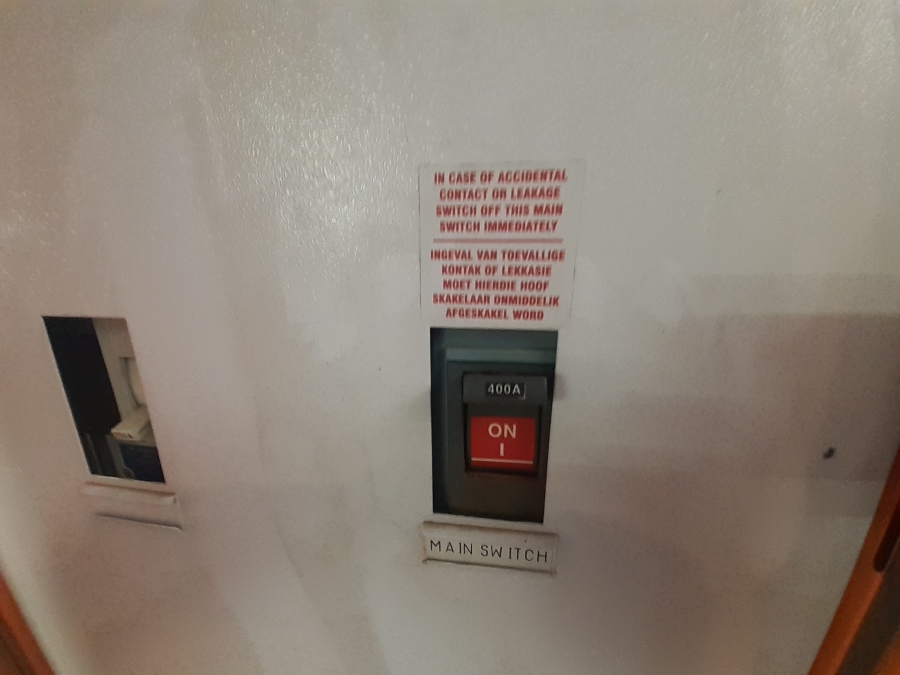 IN CASE OF ACCIDENTAL
CONTACT OR LEAKAGE
SWITCH OFF THIS MAIN
SWITCH IMMEDIATELY
INGEVAL VAN TOEVALLIGE
KONTAK OF LEKKASIE
MOET HIERDIE HOOF
SKAKELAAR ONMIDDELIK
AFGESKAKEL WORD
400A
ON
I
MAIN SWITCH